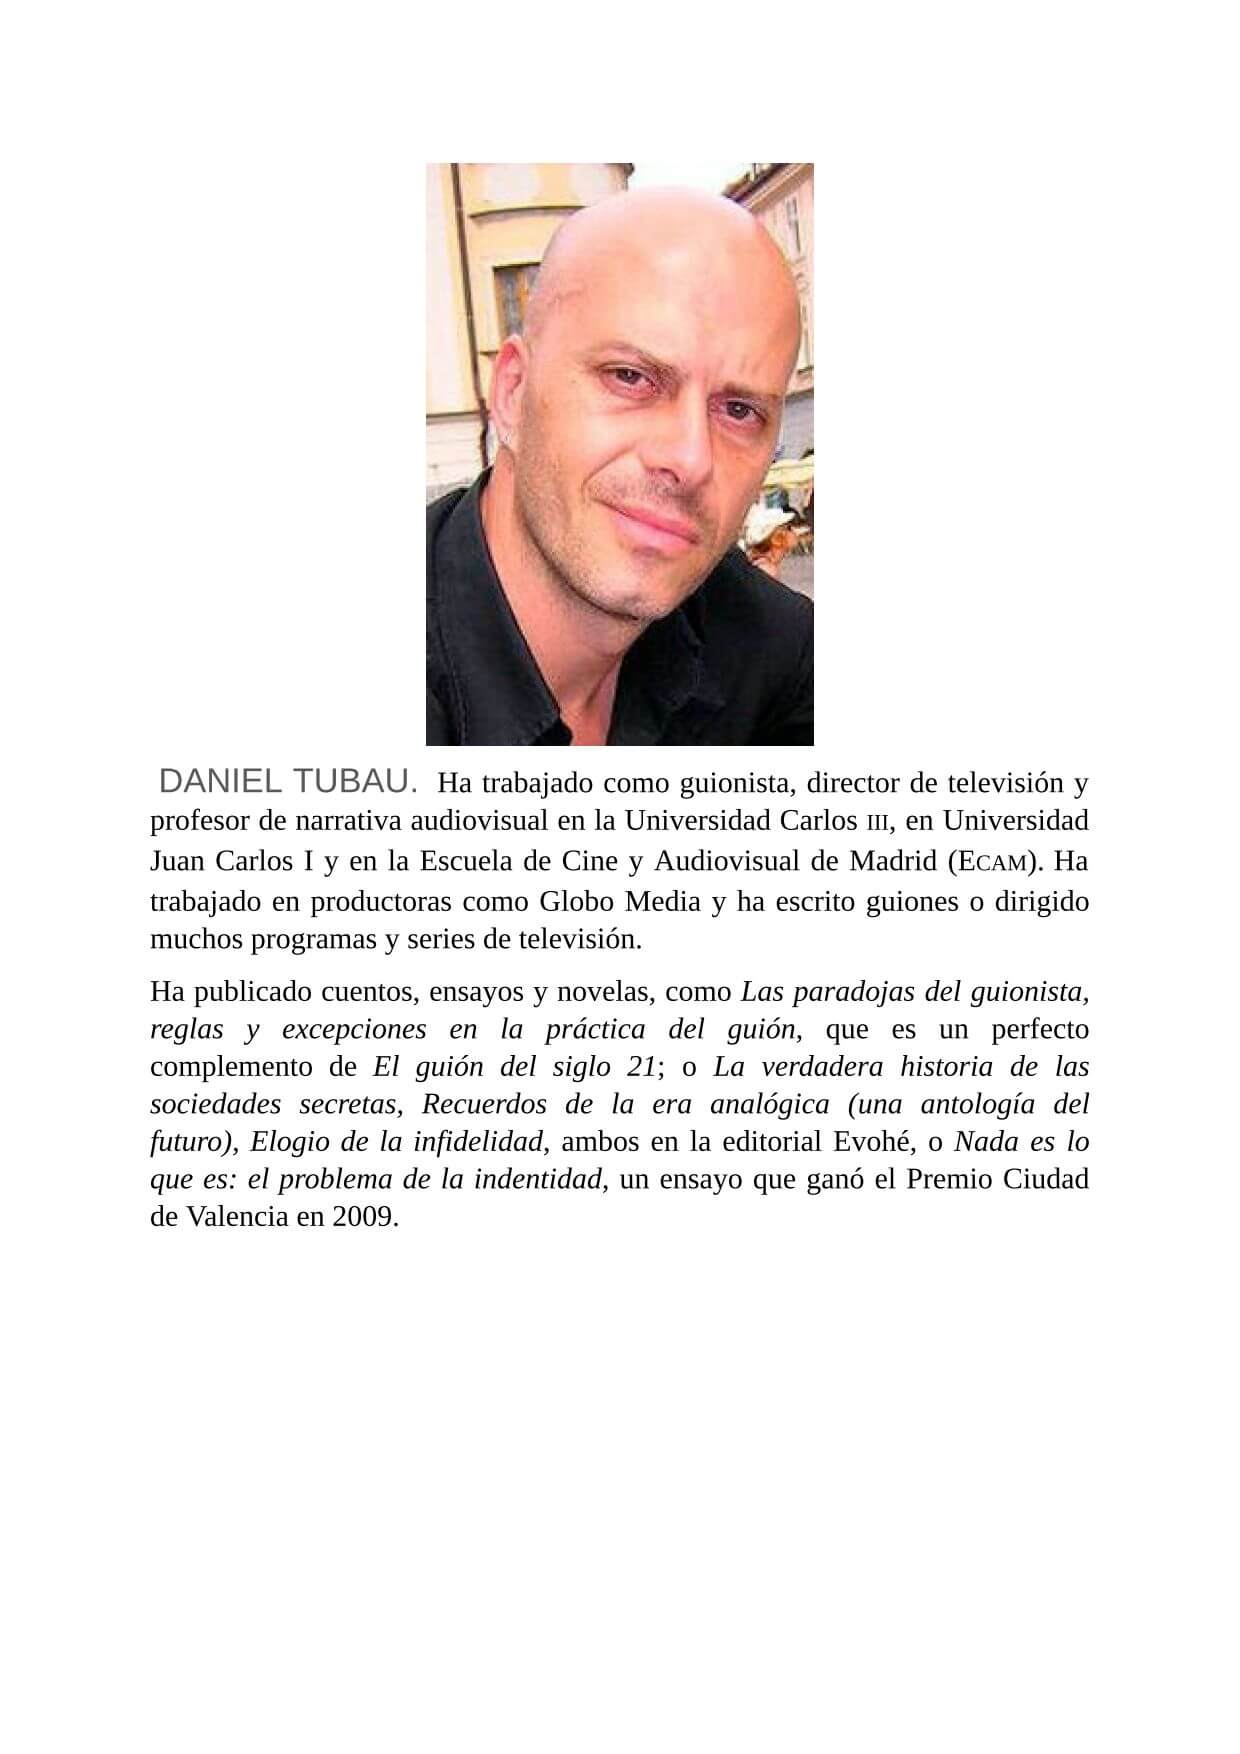 DANIEL TUBAU. Ha trabajado como guionista, director de televisión y
profesor de narrativa audiovisual en la Universidad Carlos III, en Universidad
Juan Carlos I y en la Escuela de Cine y Audiovisual de Madrid (ECAM). Ha
trabajado en productoras como Globo Media y ha escrito guiones o dirigido
muchos programas y series de televisión.
Ha publicado cuentos, ensayos y novelas, como Las paradojas del guionista,
reglas y excepciones en la práctica del guión, que es un perfecto
complemento de El guión del siglo 21; o La verdadera historia de las
sociedades secretas, Recuerdos de la era analógica (una antología del
futuro), Elogio de la infidelidad, ambos en la editorial Evohé, o Nada es lo
que es: el problema de la indentidad, un ensayo que ganó el Premio Ciudad
de Valencia en 2009.